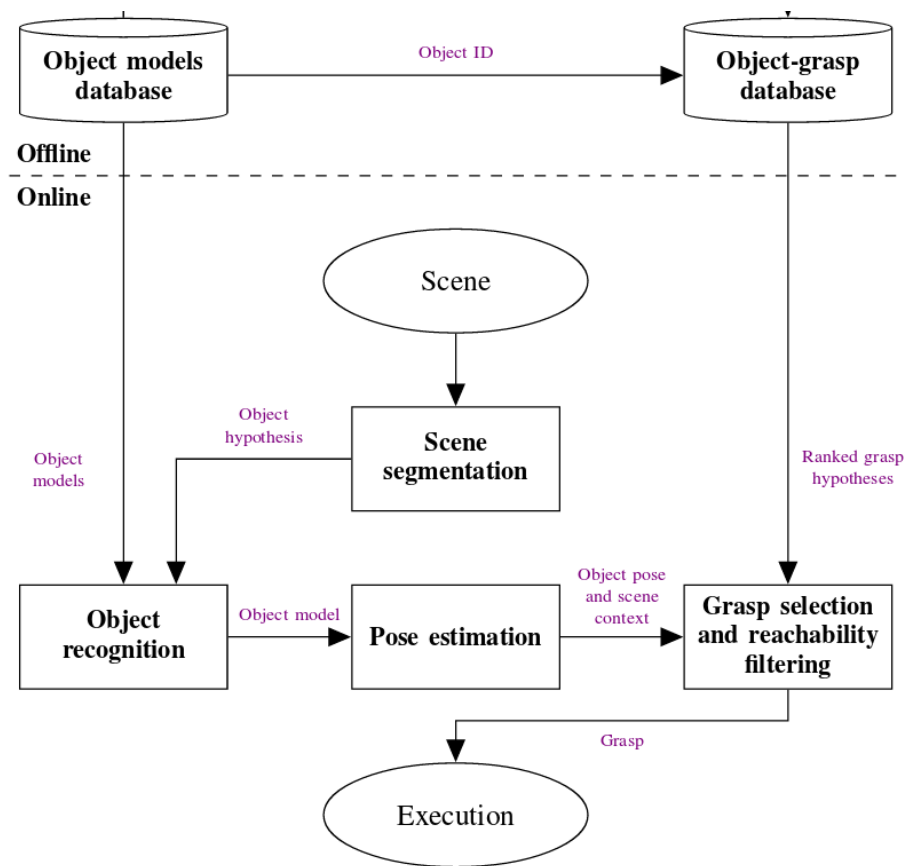 Object models
database
Object ID
Object-grasp
database
Offline
Online
Scene
Object
hypothesis
Scene
segmentation
Object
models
Ranked grasp
hypotheses
Object
recognition
Object model
Pose estimation
Object pose
and scene
context
Grasp selection
and reachability
filtering
Grasp
Execution